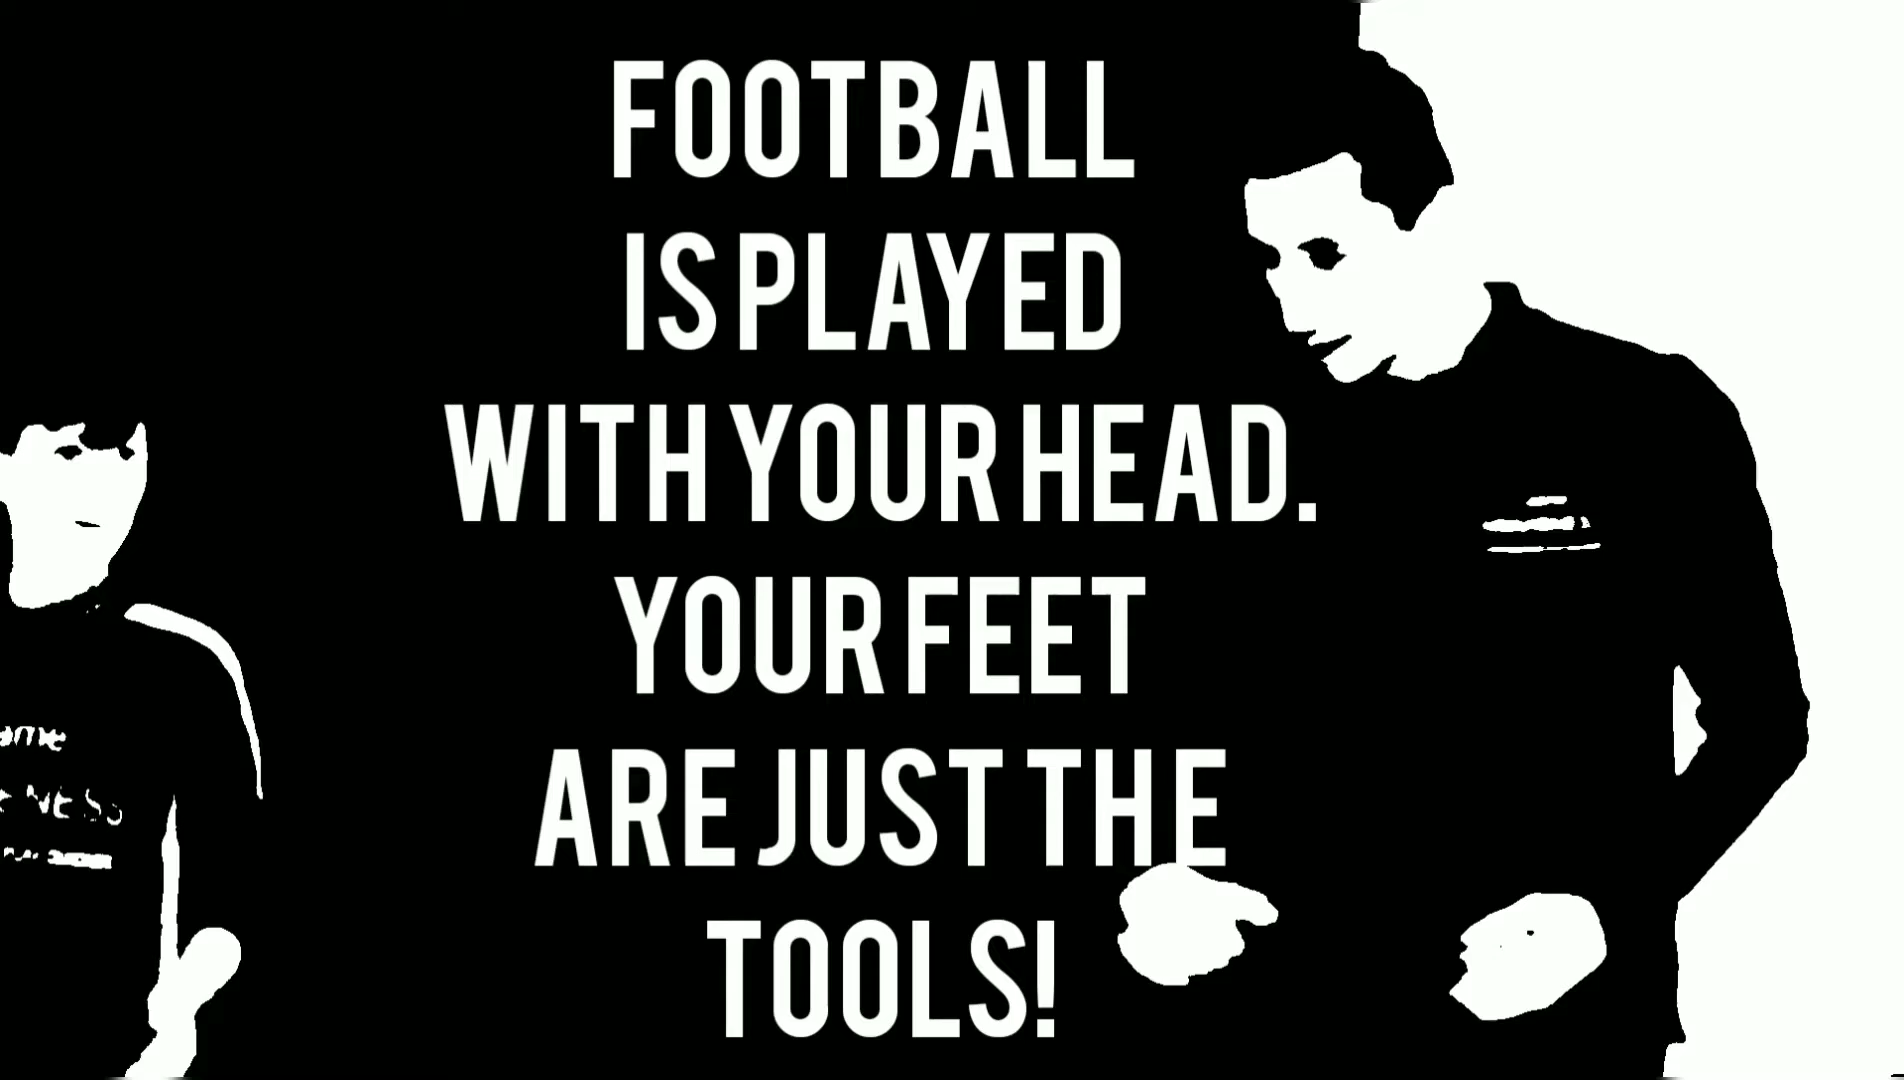 FOOTBALL
IS PLAYED
WITH YOUR HEAD.
YOUR FEET
ARE JUST THE
TOOLS!